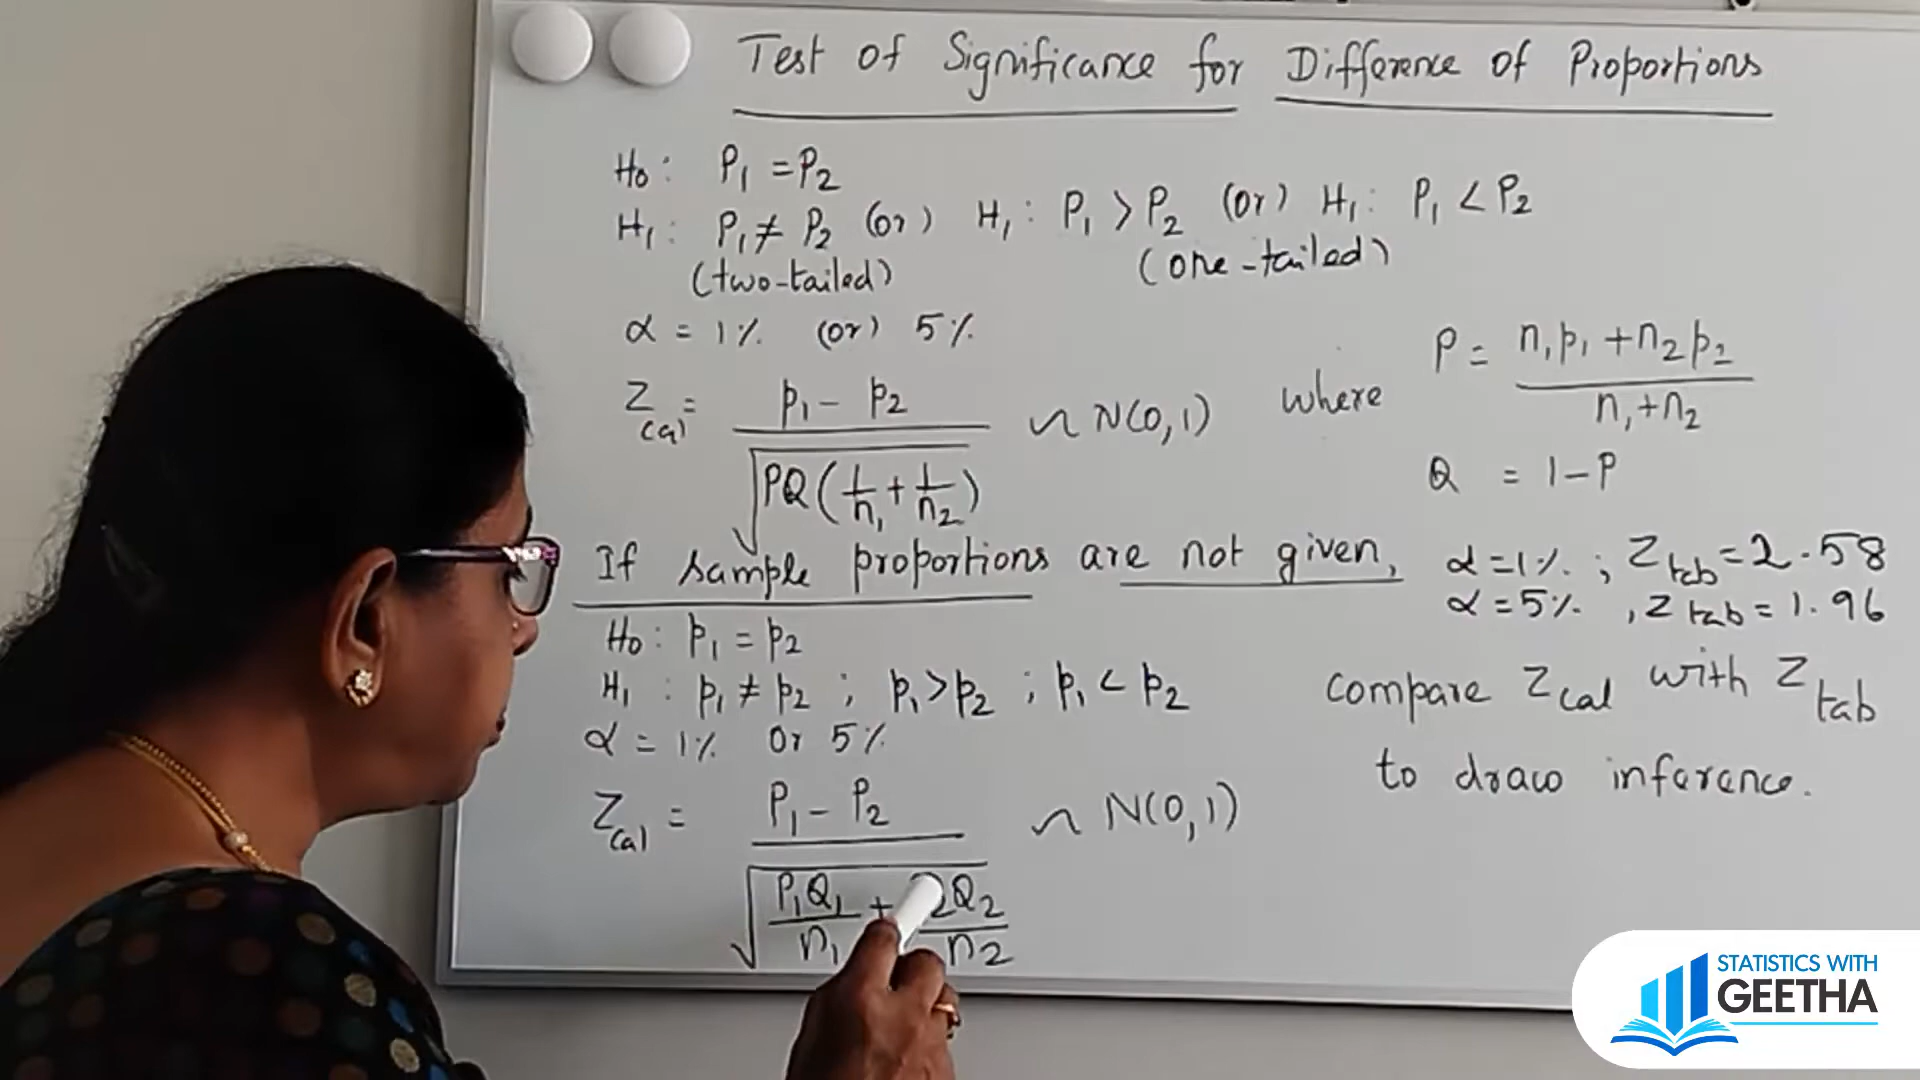 Test of Significance for Difference of Proportions
H0 : P1 = P2
H1 : P1 ≠ P2 (or) H1 : P1 > P2 (or) H1 : P1 < P2
(two-tailed) (one-tailed)
α = 1% (or) 5%
Zcal = p1 - p2 / √PQ(1/n1 + 1/n2) ~ N(0,1) where P = n1p1 + n2p2 / n1+n2
Q = 1-P
If sample proportions are not given,
α = 1% ; Ztab = 2.58
α = 5% , Ztab = 1.96
H0 : p1 = p2
H1 : p1 ≠ p2 ; p1 > p2 ; p1 < p2
α = 1% or 5%
compare Zcal with Ztab
to draw inference.
Zcal = P1 - P2 / √P1Q1/n1 + 2Q2/n2 ~ N(0,1)
STATISTICS WITH
GEETHA